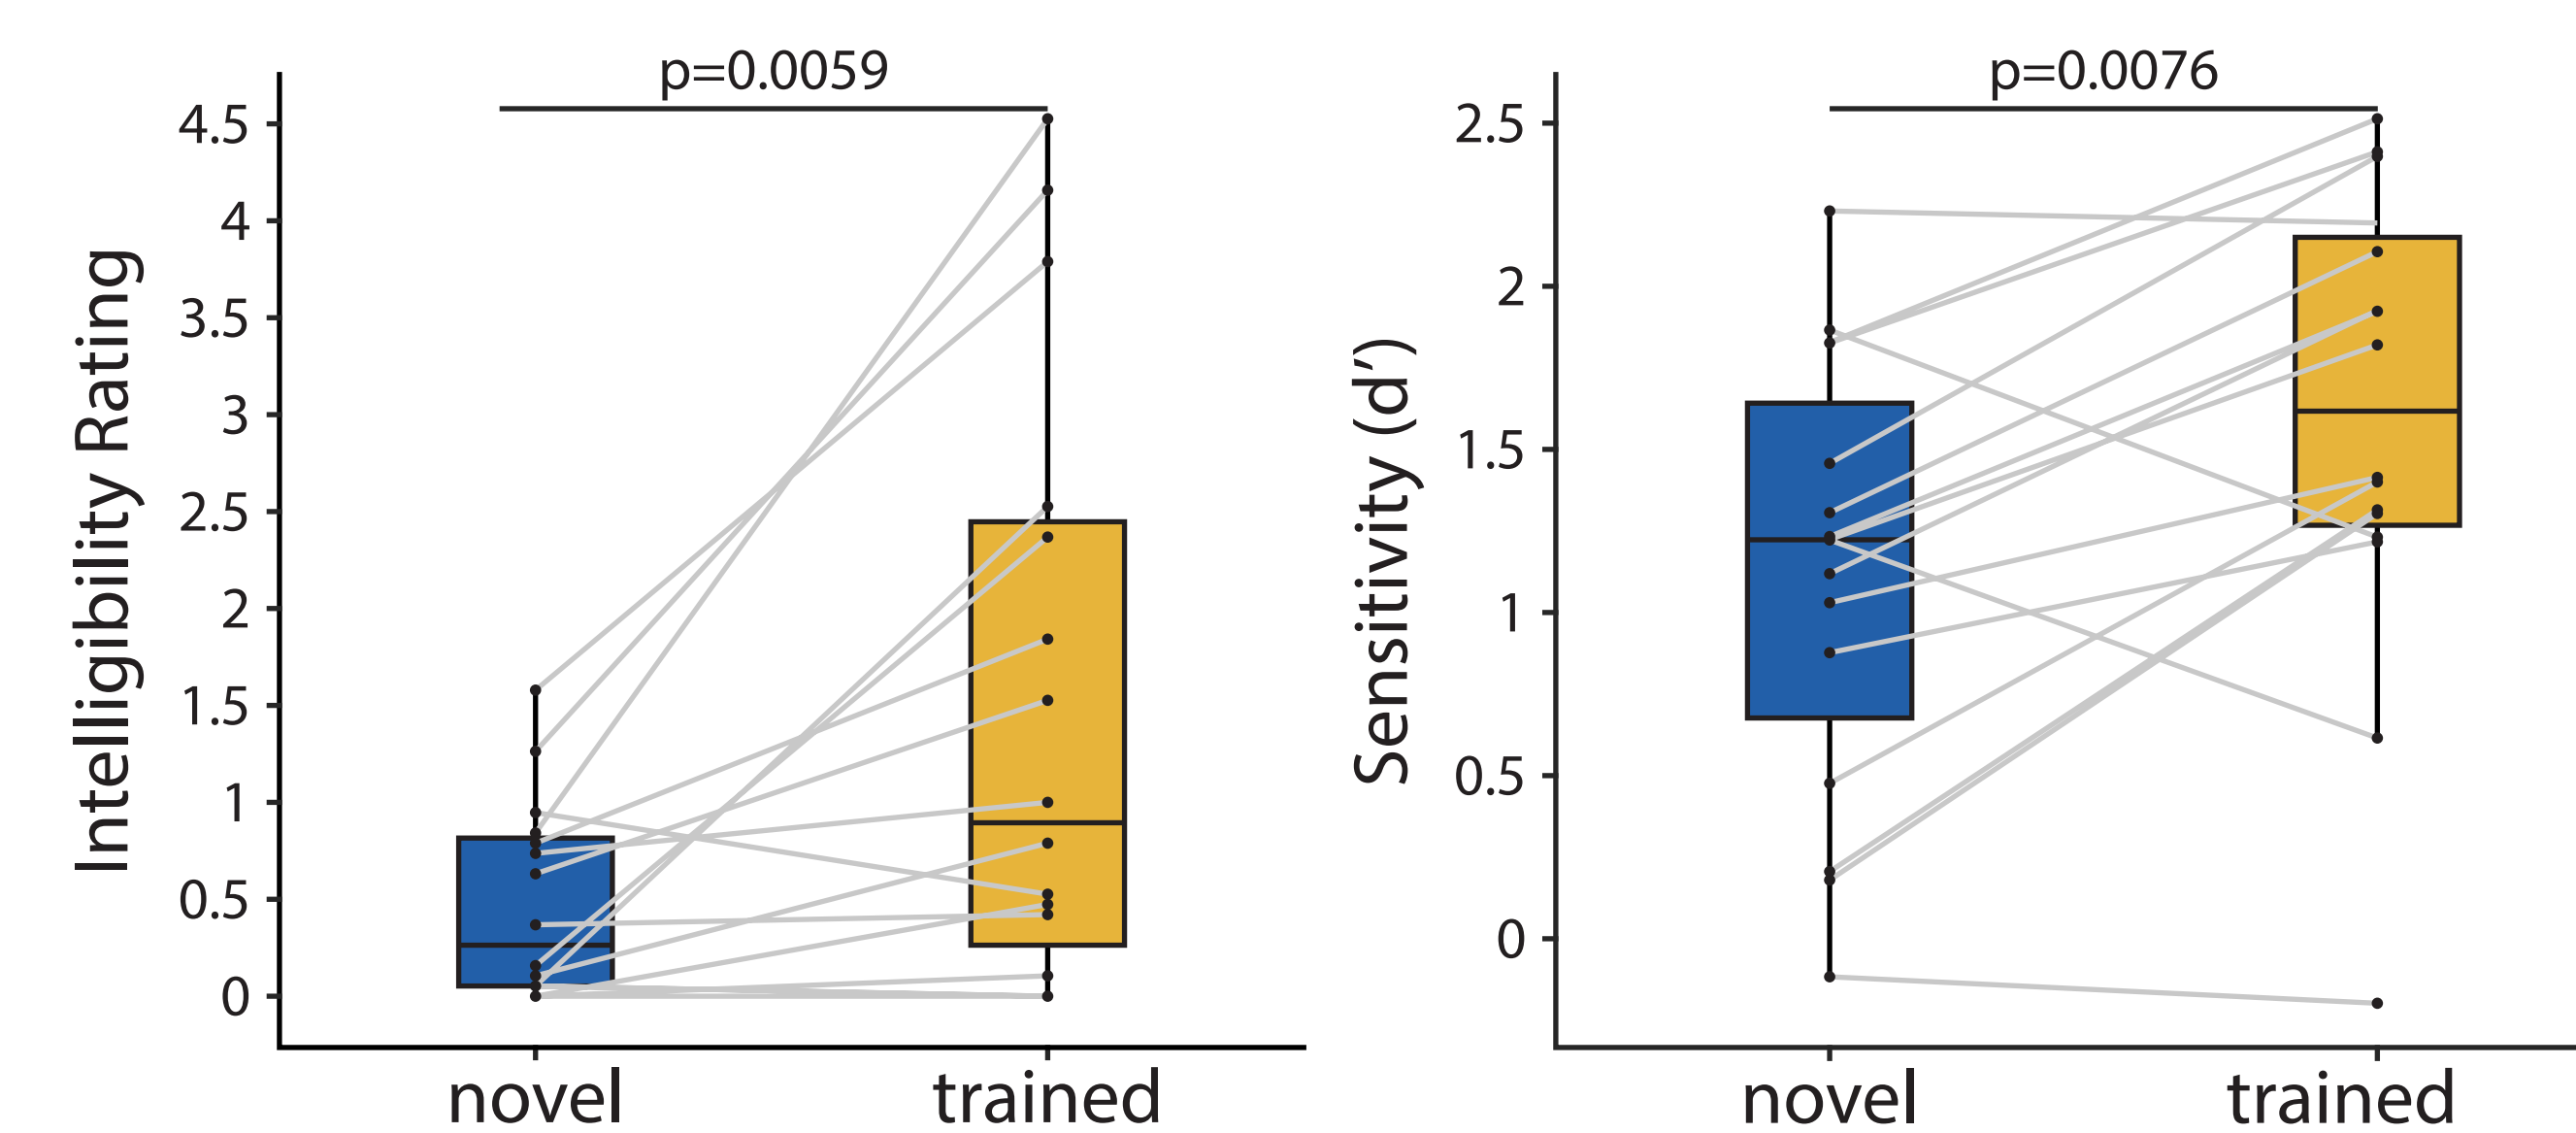 p=0.0059
Intelligibility Rating
4.5
4
3.5
3
2.5
2
1.5
1
0.5
0
novel trained
p=0.0076
Sensitivity (d’)
2.5
2
1.5
1
0.5
0
novel trained